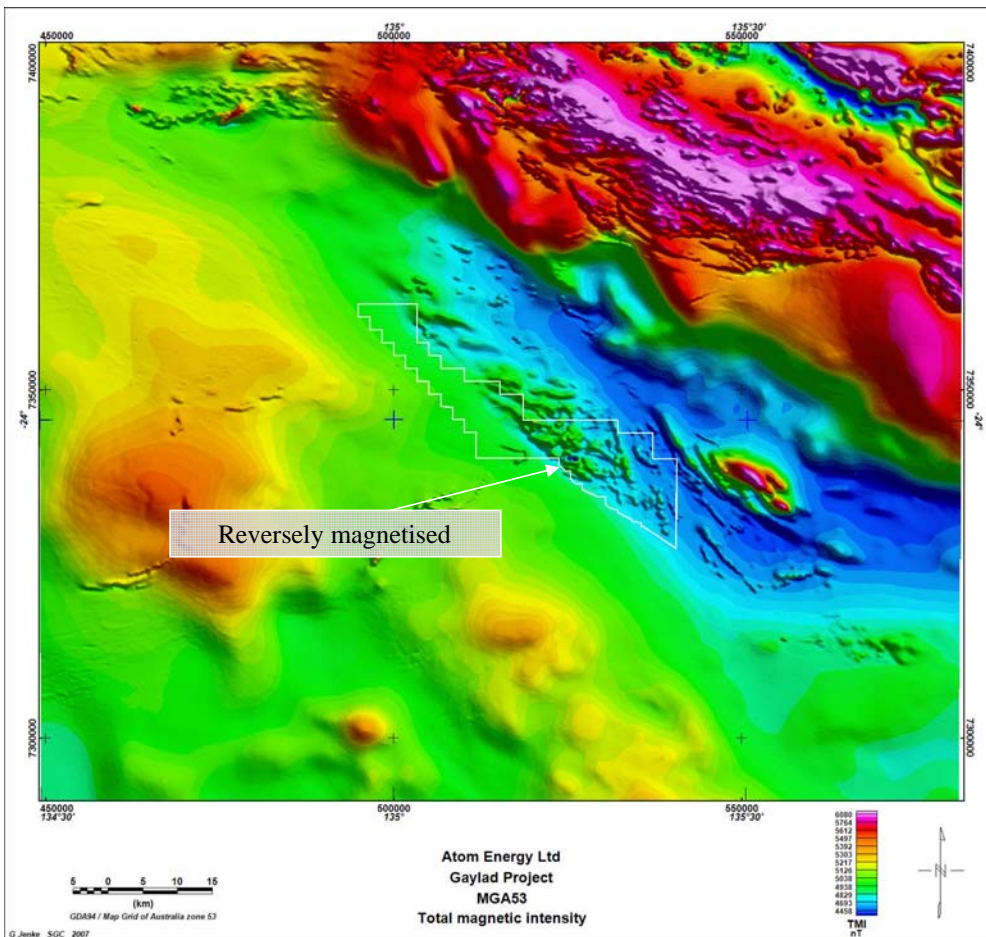 135°
135°30'
450000
500000
550000
7400000
7400000
7350000
7350000
-24°
-24°
Reversely magnetised
7300000
7300000
450000
500000
550000
134°30'
135°
135°30'
5 0 5 10 15
(km)
GDA94 / Map Grid of Australia zone 53
G Jenke SGC 2007
Atom Energy Ltd
Gaylad Project
MGA53
Total magnetic intensity
6080
5764
5612
5497
5392
5303
5217
5126
5038
4938
4829
4693
4458
TMI
nT
N